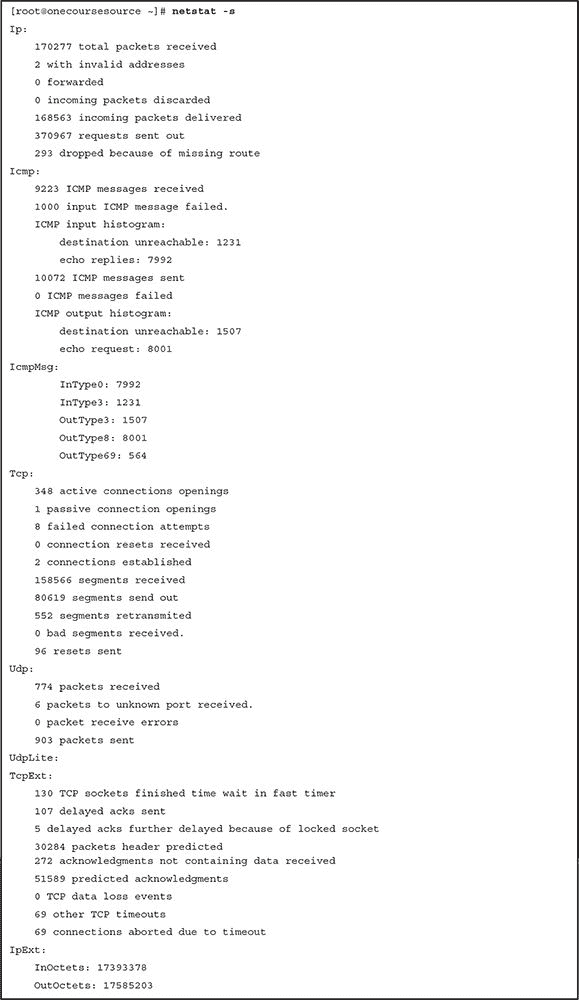 [root@onecoursesource ~]# netstat -s
Ip:
170277 total packets received
2 with invalid addresses
0 forwarded
0 incoming packets discarded
168563 incoming packets delivered
370967 requests sent out
293 dropped because of missing route
Icmp:
9223 ICMP messages received
1000 input ICMP message failed.
ICMP input histogram:
destination unreachable: 1231
echo replies: 7992
10072 ICMP messages sent
0 ICMP messages failed
ICMP output histogram:
destination unreachable: 1507
echo request: 8001
IcmpMsg:
InType0: 7992
InType3: 1231
OutType3: 1507
OutType8: 8001
OutType69: 564
Tcp:
348 active connections openings
1 passive connection openings
8 failed connection attempts
0 connection resets received
2 connections established
158566 segments received
80619 segments send out
552 segments retransmited
0 bad segments received.
96 resets sent
Udp:
774 packets received
6 packets to unknown port received.
0 packet receive errors
903 packets sent
UdpLite:
TcpExt:
130 TCP sockets finished time wait in fast timer
107 delayed acks sent
5 delayed acks further delayed because of locked socket
30284 packets header predicted
272 acknowledgments not containing data received
51589 predicted acknowledgments
0 TCP data loss events
69 other TCP timeouts
69 connections aborted due to timeout
IpExt:
InOctets: 17393378
OutOctets: 17585203